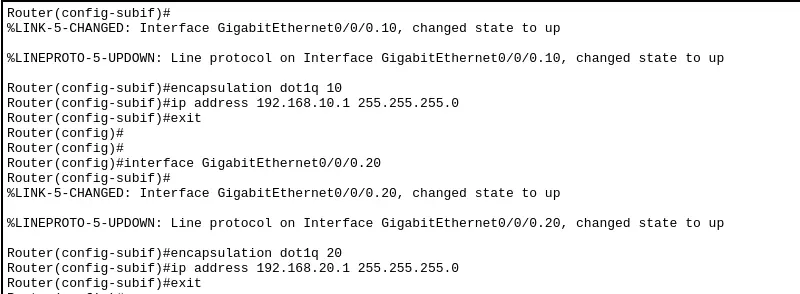 Router(config-subif)#
%LINK-5-CHANGED: Interface GigabitEthernet0/0/0.10, changed state to up
%LINEPROTO-5-UPDOWN: Line protocol on Interface GigabitEthernet0/0/0.10, changed state to up
Router(config-subif)#encapsulation dot1q 10
Router(config-subif)#ip address 192.168.10.1 255.255.255.0
Router(config-subif)#exit
Router(config)#
Router(config)#
Router(config)#interface GigabitEthernet0/0/0.20
Router(config-subif)#
%LINK-5-CHANGED: Interface GigabitEthernet0/0/0.20, changed state to up
%LINEPROTO-5-UPDOWN: Line protocol on Interface GigabitEthernet0/0/0.20, changed state to up
Router(config-subif)#encapsulation dot1q 20
Router(config-subif)#ip address 192.168.20.1 255.255.255.0
Router(config-subif)#exit